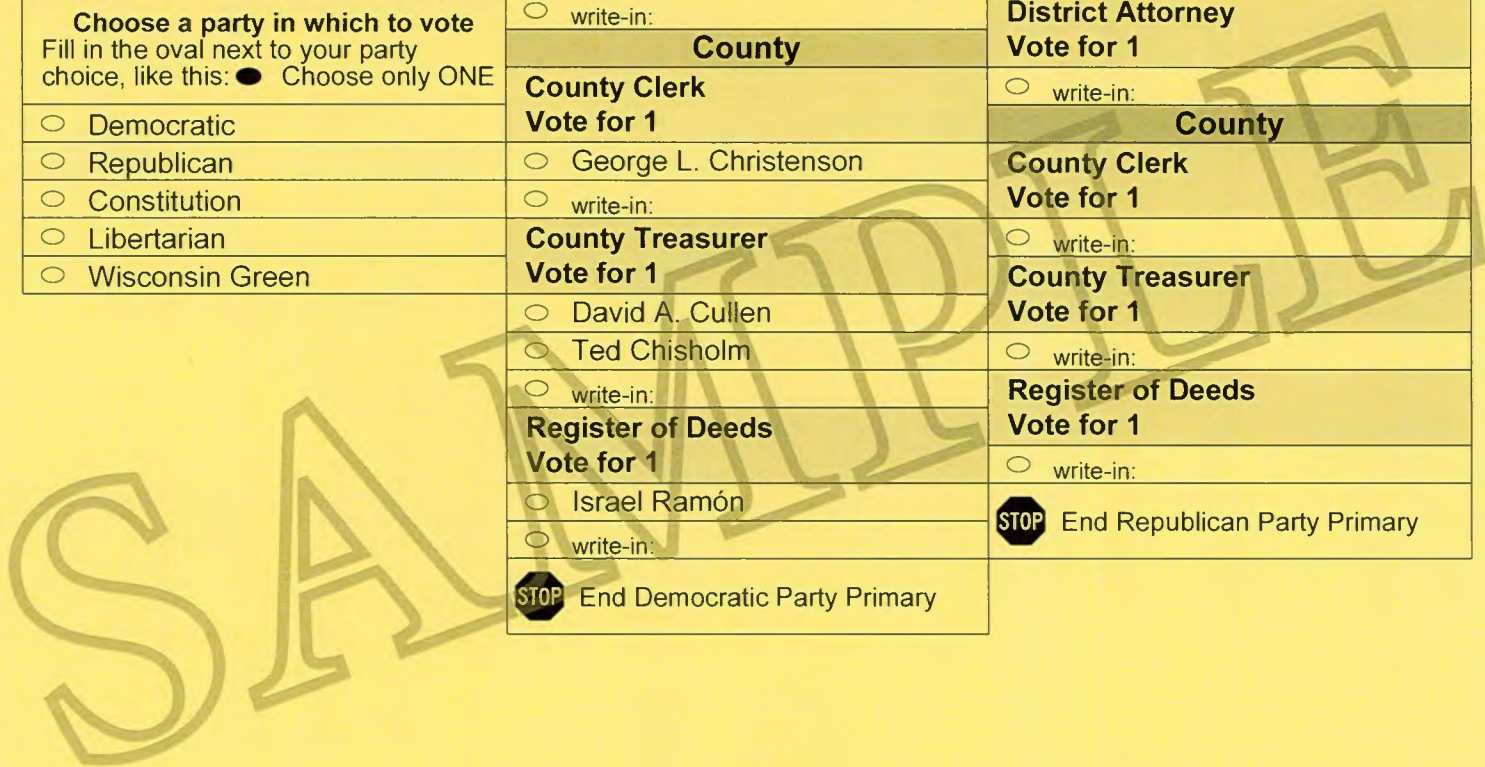 Choose a party in which to vote
Fill in the oval next to your party
choice, like this: Choose only ONE
Democratic
Republican
Constitution
Libertarian
Wisconsin Green
write-in:
County
County Clerk
Vote for 1
George L. Christenson
write-in:
County Treasurer
Vote for 1
David A. Cullen
Ted Chisholm
write-in:
Register of Deeds
Vote for 1
Israel Ramón
write-in:
STOP End Democratic Party Primary
District Attorney
Vote for 1
write-in:
County
County Clerk
Vote for 1
write-in:
County Treasurer
Vote for 1
write-in:
Register of Deeds
Vote for 1
write-in:
STOP End Republican Party Primary
SAMPLE